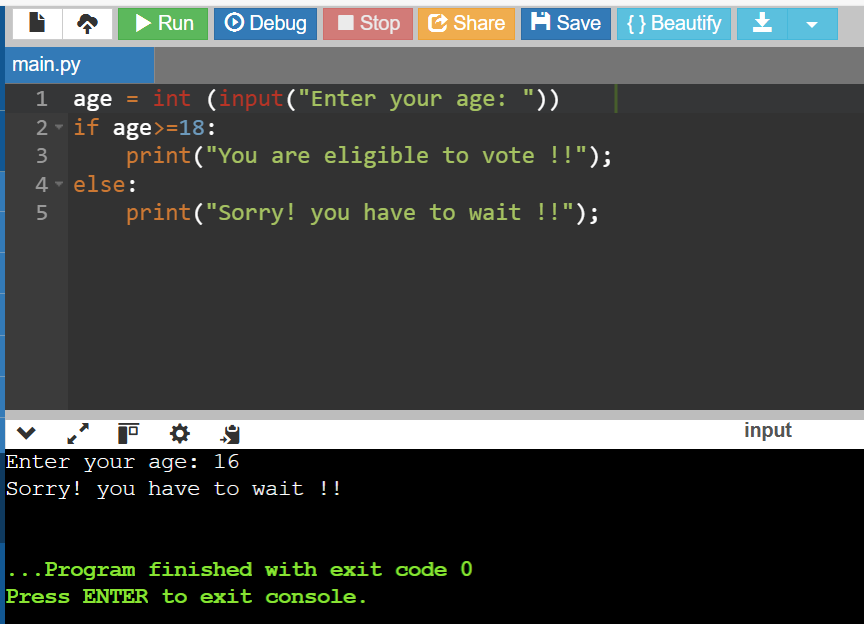 Run Debug Stop Share Save { } Beautify
main.py
1 age = int (input("Enter your age: "))
2 if age>=18:
3     print("You are eligible to vote !!");
4 else:
5     print("Sorry! you have to wait !!");
input
Enter your age: 16
Sorry! you have to wait !!
...Program finished with exit code 0
Press ENTER to exit console.